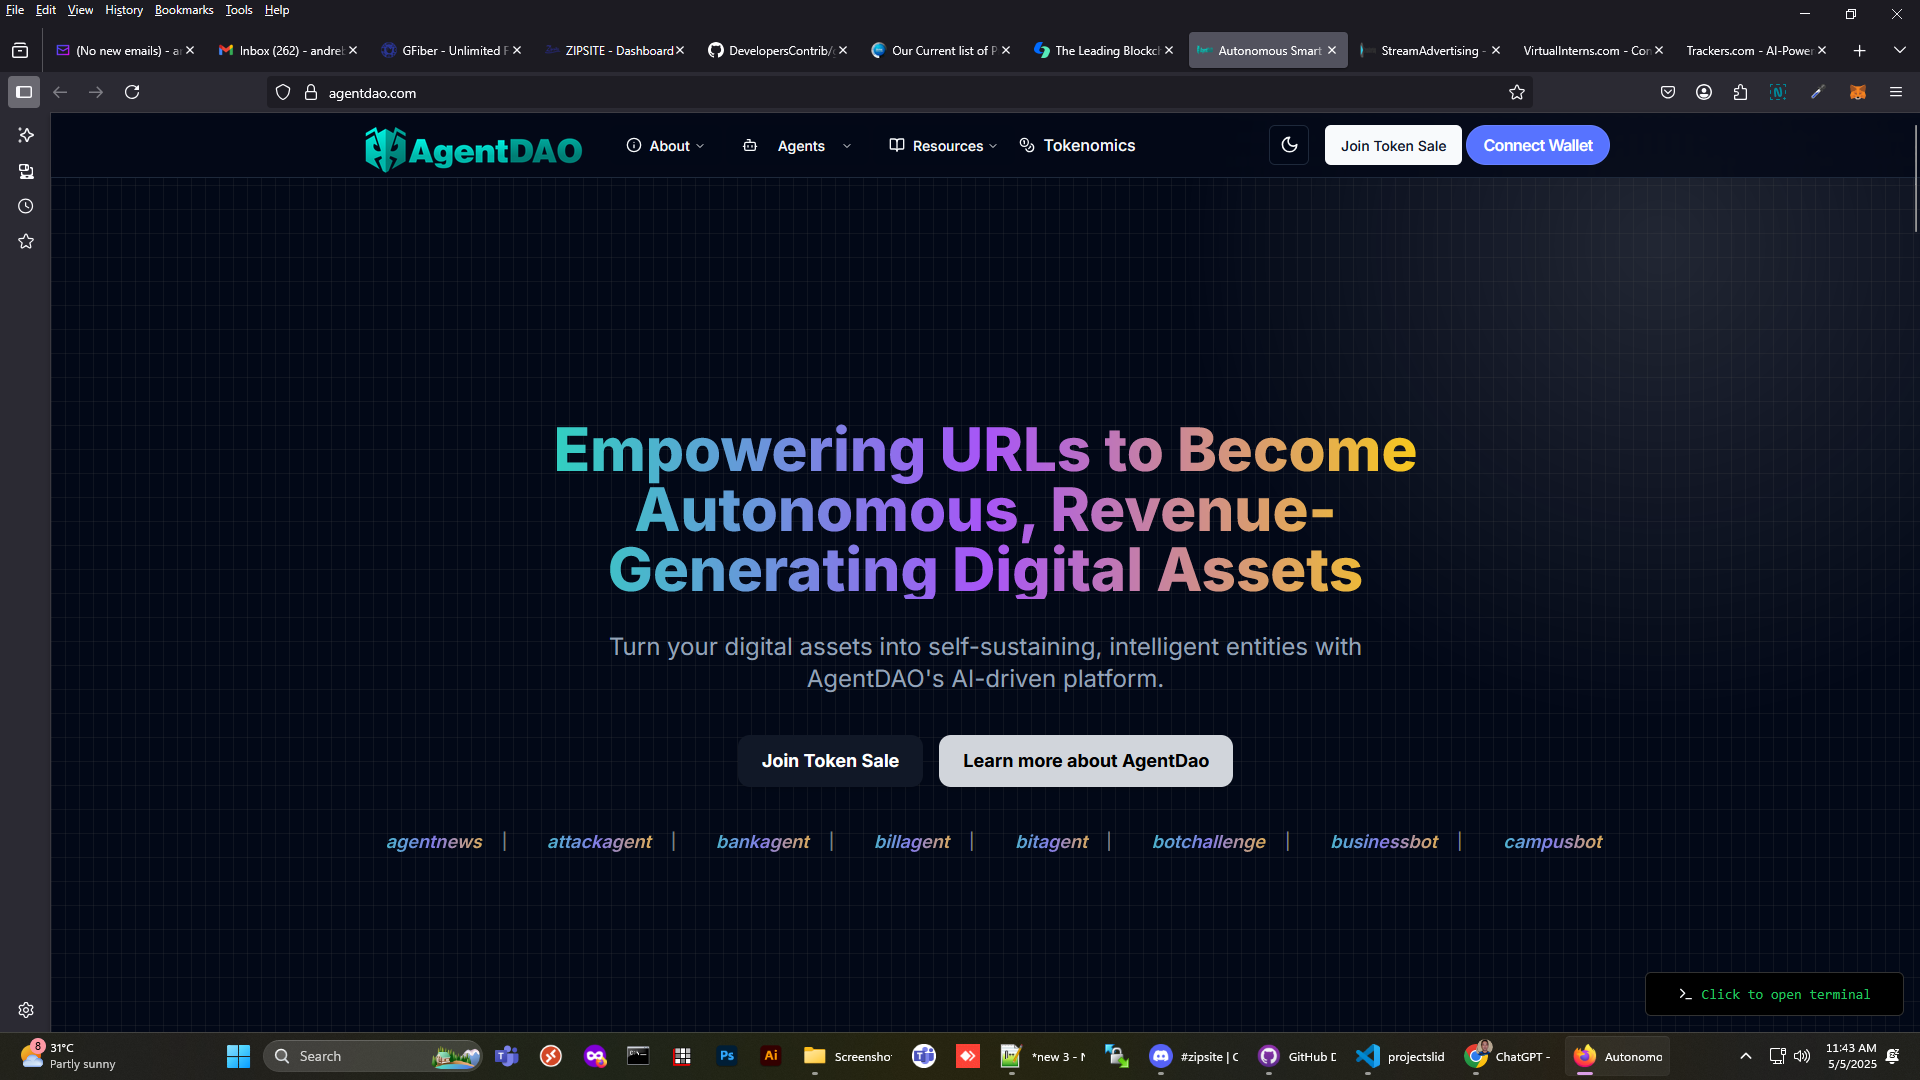 File Edit View History Bookmarks Tools Help
(No new emails) - a
Inbox (262) - andre
GFiber - Unlimited F
ZIPSITE - Dashboard
DevelopersContrib/
Our Current list of P
The Leading Blockch
Autonomous Smart
StreamAdvertising -
VirtualInterns.com - Con
Trackers.com - AI-Power
agentdao.com
AgentDAO
About
Agents
Resources
Tokenomics
Join Token Sale
Connect Wallet
Empowering URLs to Become
Autonomous, Revenue-
Generating Digital Assets
Turn your digital assets into self-sustaining, intelligent entities with
AgentDAO's AI-driven platform.
Join Token Sale
Learn more about AgentDao
agentnews | attackagent | bankagent | billagent | bitagent | botchallenge | businessbot | campusbot
>_ Click to open terminal
8
31°C
Partly sunny
Search
Ps
Ai
Screensho
*new 3 - N
#zipsite | C
GitHub D
projectslid
ChatGPT -
Autonomo
11:43 AM
5/5/2025